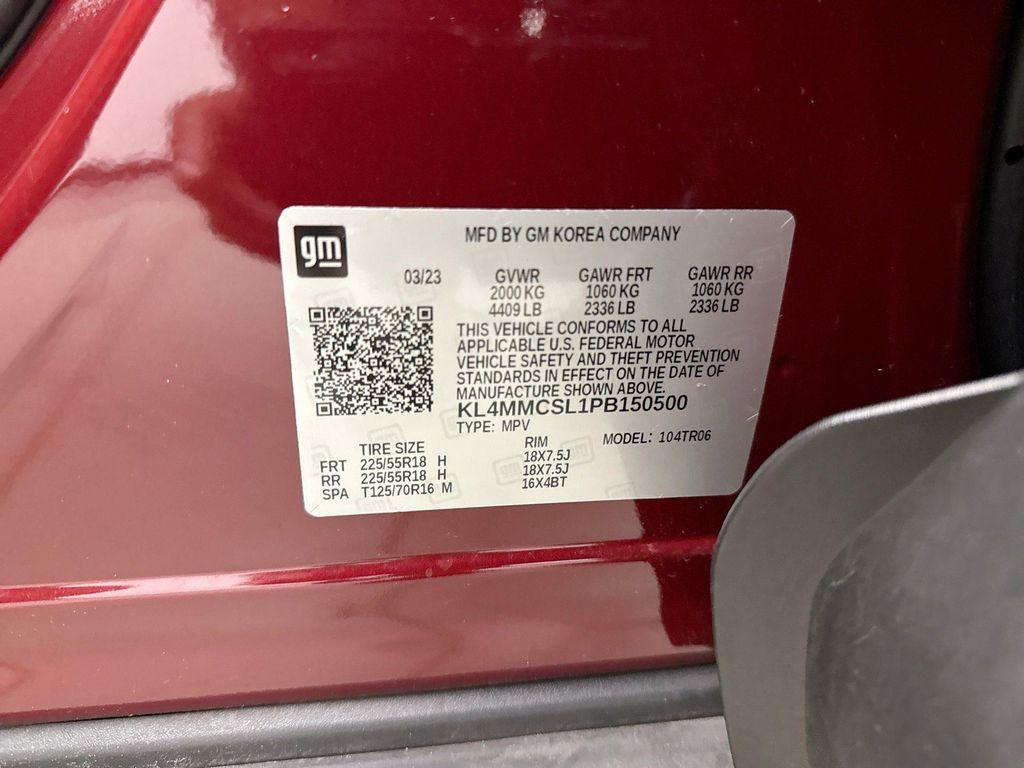 gm
MFD BY GM KOREA COMPANY
03/23 GVWR GAWR FRT GAWR RR
2000 KG 1060 KG 1060 KG
4409 LB 2336 LB 2336 LB
THIS VEHICLE CONFORMS TO ALL
APPLICABLE U.S. FEDERAL MOTOR
VEHICLE SAFETY AND THEFT PREVENTION
STANDARDS IN EFFECT ON THE DATE OF
MANUFACTURE SHOWN ABOVE.
KL4MMCSL1PB150500
TYPE: MPV
TIRE SIZE RIM MODEL: 104TR06
FRT 225/55R18 H 18X7.5J
RR 225/55R18 H 18X7.5J
SPA T125/70R16 M 16X4BT